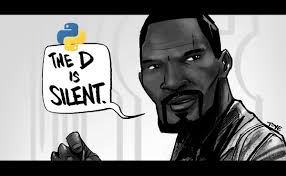 THE D
IS
SILENT.